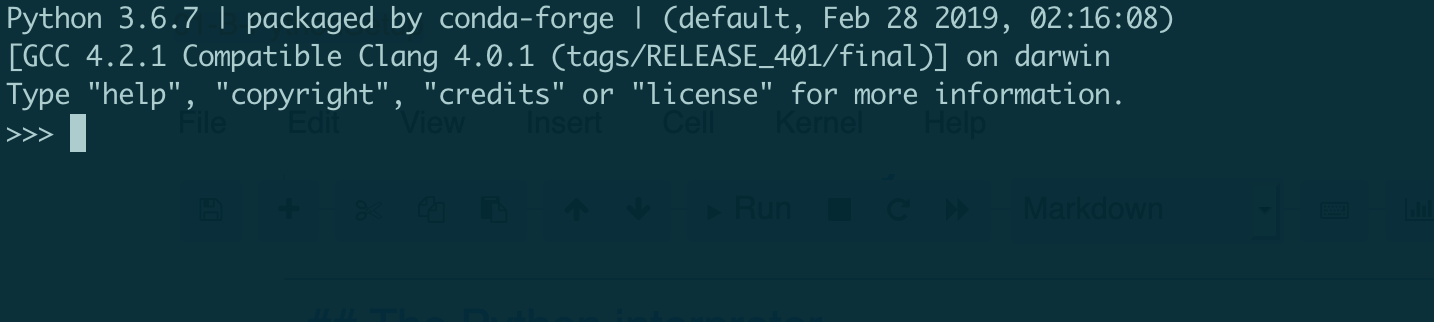 Python 3.6.7 | packaged by conda-forge | (default, Feb 28 2019, 02:16:08)
[GCC 4.2.1 Compatible Clang 4.0.1 (tags/RELEASE_401/final)] on darwin
Type "help", "copyright", "credits" or "license" for more information.
>>>
File Edit View Insert Cell Kernel Help
Run Markdown
## The Python interpreter